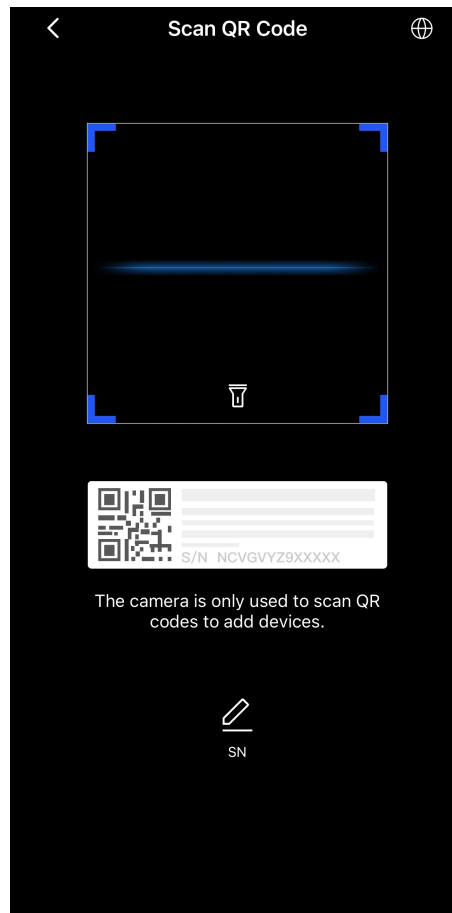 Scan QR Code
S/N NCVGVYZ9XXXXX
The camera is only used to scan QR
codes to add devices.
SN